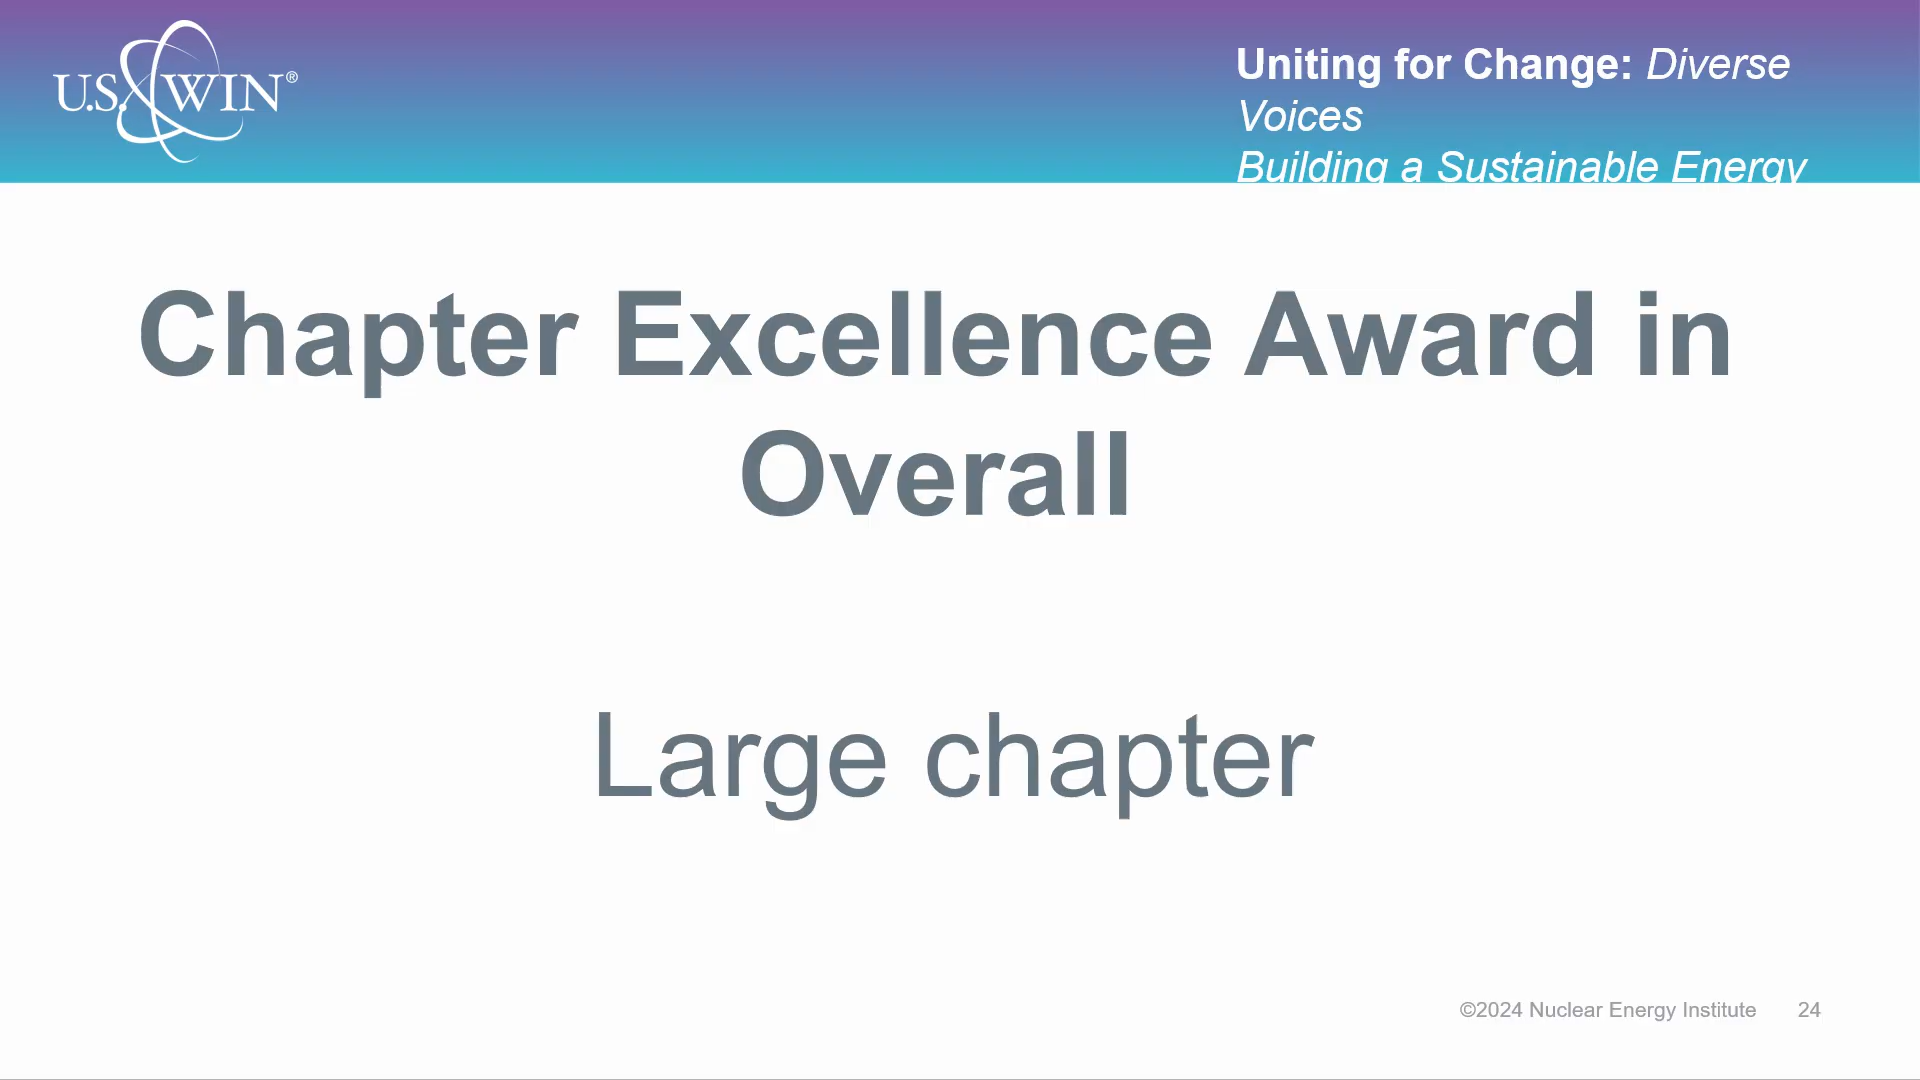 U.S. WIN®
Uniting for Change: Diverse
Voices
Building a Sustainable Energy
Chapter Excellence Award in
Overall
Large chapter
©2024 Nuclear Energy Institute 24